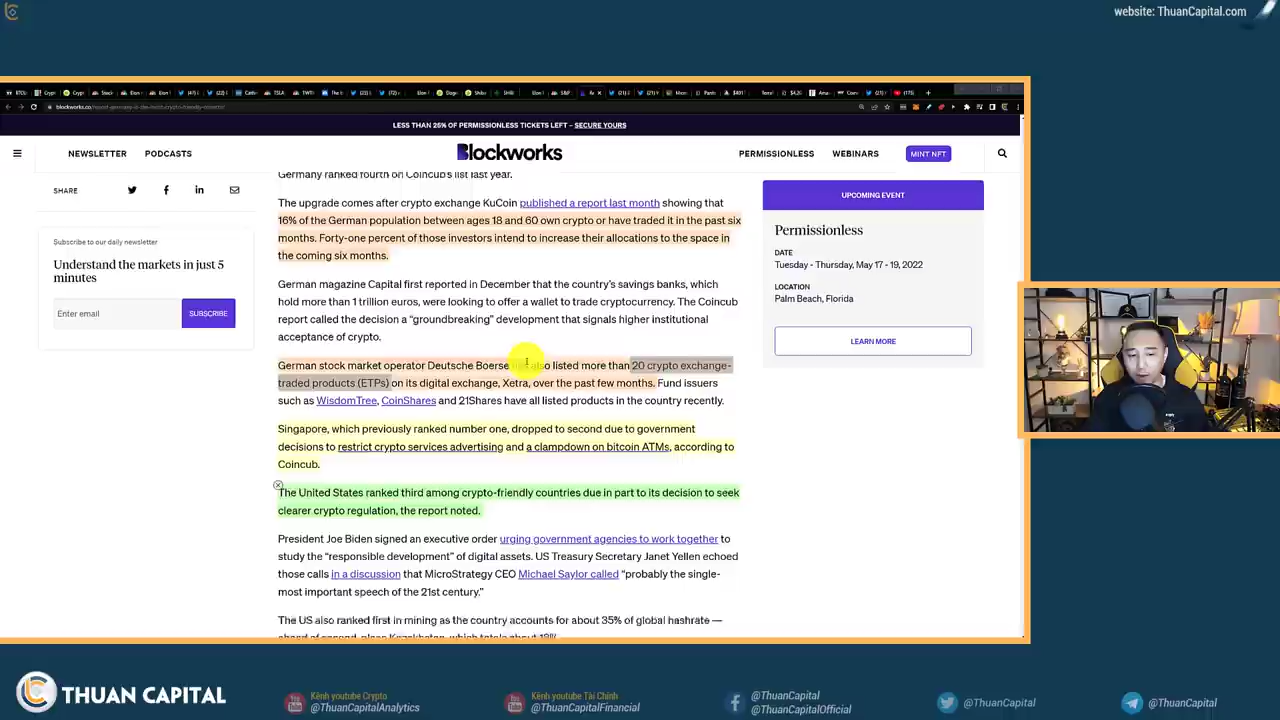 website: ThuanCapital.com
LESS THAN 25% OF PERMISSIONLESS TICKETS LEFT – SECURE YOURS
NEWSLETTER
PODCASTS
Blockworks
PERMISSIONLESS
WEBINARS
MINT NFT
SHARE
Subscribe to our daily newsletter
Understand the markets in just 5
minutes
Enter email
SUBSCRIBE
Germany ranked fourth on Coincub's list last year.
The upgrade comes after crypto exchange KuCoin published a report last month showing that
16% of the German population between ages 18 and 60 own crypto or have traded it in the past six
months. Forty-one percent of those investors intend to increase their allocations to the space in
the coming six months.
German magazine Capital first reported in December that the country's savings banks, which
hold more than 1 trillion euros, were looking to offer a wallet to trade cryptocurrency. The Coincub
report called the decision a “groundbreaking” development that signals higher institutional
acceptance of crypto.
German stock market operator Deutsche Boerse has also listed more than 20 crypto exchange-
traded products (ETPs) on its digital exchange, Xetra, over the past few months. Fund issuers
such as WisdomTree, CoinShares and 21Shares have all listed products in the country recently.
Singapore, which previously ranked number one, dropped to second due to government
decisions to restrict crypto services advertising and a clampdown on bitcoin ATMs, according to
Coincub.
The United States ranked third among crypto-friendly countries due in part to its decision to seek
clearer crypto regulation, the report noted.
President Joe Biden signed an executive order urging government agencies to work together to
study the “responsible development” of digital assets. US Treasury Secretary Janet Yellen echoed
those calls in a discussion that MicroStrategy CEO Michael Saylor called “probably the single-
most important speech of the 21st century.”
The US also ranked first in mining as the country accounts for about 35% of global hashrate —
UPCOMING EVENT
Permissionless
DATE
Tuesday - Thursday, May 17 - 19, 2022
LOCATION
Palm Beach, Florida
LEARN MORE
THUAN CAPITAL
Kênh youtube Crypto
@ThuanCapitalAnalytics
Kênh youtube Tài Chính
@ThuanCapitalFinancial
@ThuanCapital
@ThuanCapitalOfficial
@ThuanCapital
@ThuanCapital